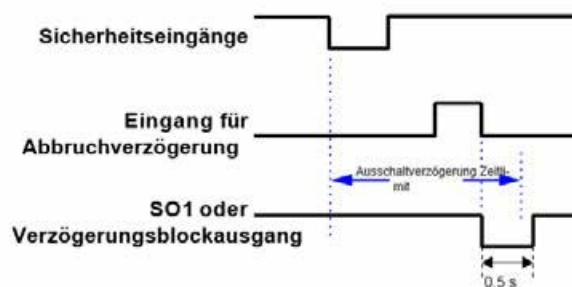 Sicherheitseingänge
Eingang für
Abbruchverzögerung
Ausschaltverzögerung Zeitli-
mit
SO1 oder
Verzögerungsblockausgang
0.5 s